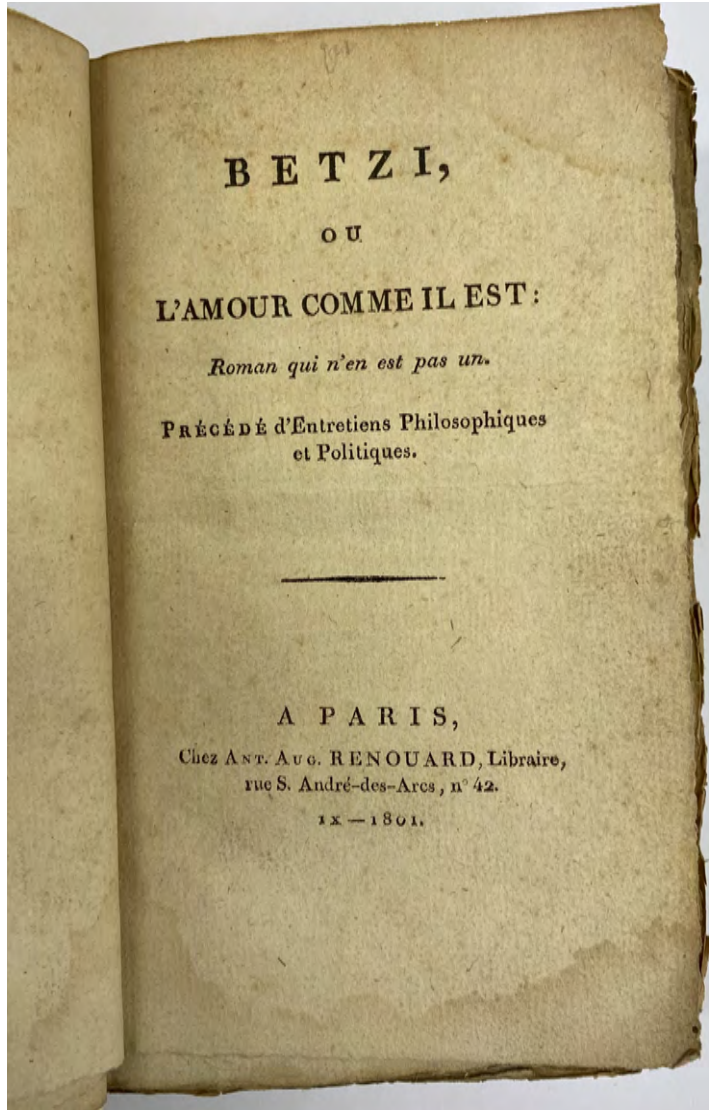 BETZI,
OU
L'AMOUR COMME IL EST:
Roman qui n'en est pas un.
PRÉCÉDÉ d'Entretiens Philosophiques
et Politiques.
A PARIS,
Chez ANT. AUG. RENOUARD, Libraire,
rue S. André-des-Arcs, n° 42.
IX — 1801.